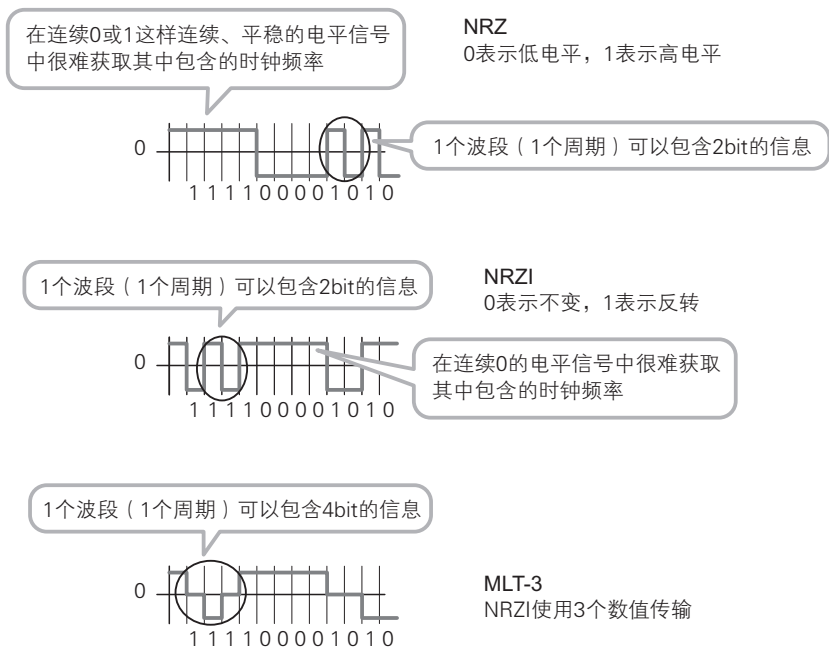 在连续0或1这样连续、平稳的电平信号
中很难获取其中包含的时钟频率
NRZ
0表示低电平，1表示高电平
0
1个波段（1个周期）可以包含2bit的信息
1 1 1 1 0 0 0 0 1 0 1 0
1个波段（1个周期）可以包含2bit的信息
NRZI
0表示不变，1表示反转
0
在连续0的电平信号中很难获取
其中包含的时钟频率
1 1 1 1 0 0 0 0 1 0 1 0
1个波段（1个周期）可以包含4bit的信息
0
MLT-3
NRZI使用3个数值传输
1 1 1 1 0 0 0 0 1 0 1 0